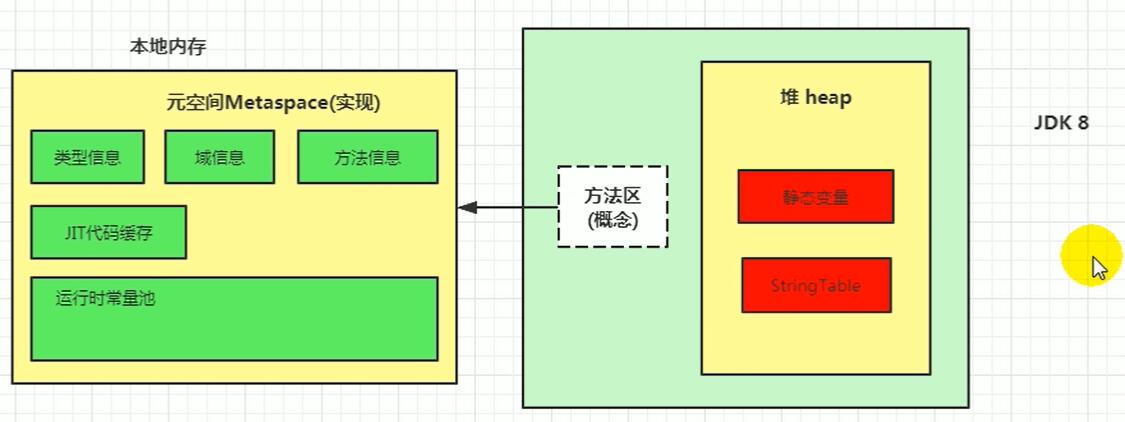 本地内存
元空间Metaspace(实现)
类型信息
域信息
方法信息
JIT代码缓存
运行时常量池
方法区
(概念)
堆 heap
静态变量
StringTable
JDK 8